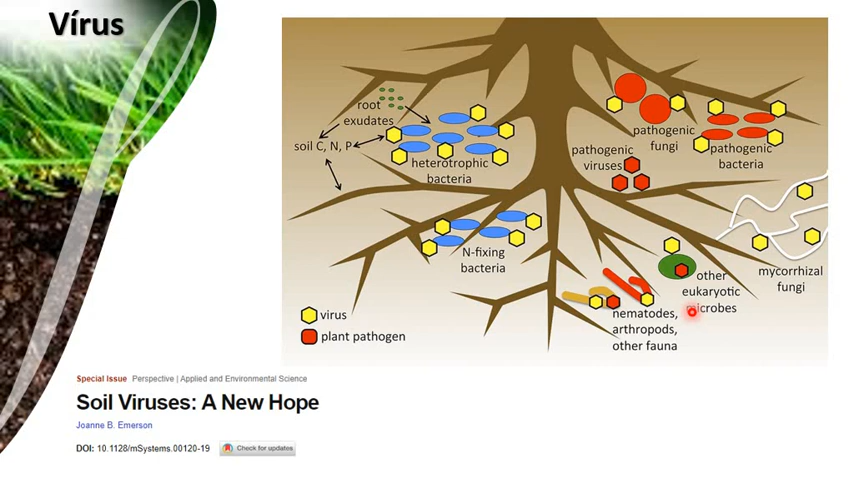 Vírus
root
exudates
soil C, N, P
heterotrophic
bacteria
pathogenic
fungi
pathogenic
bacteria
pathogenic
viruses
N-fixing
bacteria
mycorrhizal
fungi
other
eukaryotic
microbes
nematodes,
arthropods,
other fauna
virus
plant pathogen
Special Issue Perspective | Applied and Environmental Science
Soil Viruses: A New Hope
Joanne B. Emerson
DOI: 10.1128/mSystems.00120-19
Check for updates